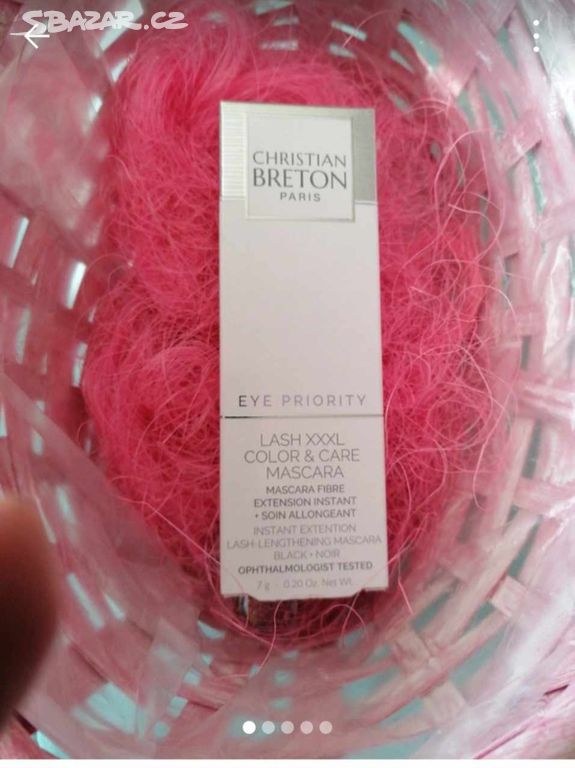 SBAZAR.CZ
CHRISTIAN
BRETON
PARIS
EYE PRIORITY
LASH XXXL
COLOR & CARE
MASCARA
MASCARA FIBRE
EXTENSION INSTANT
+ SOIN ALLONGEANT
INSTANT EXTENTION
LASH-LENGTHENING MASCARA
BLACK • NOIR
OPHTHALMOLOGIST TESTED
7 g - 0.20 Oz. Net Wt.